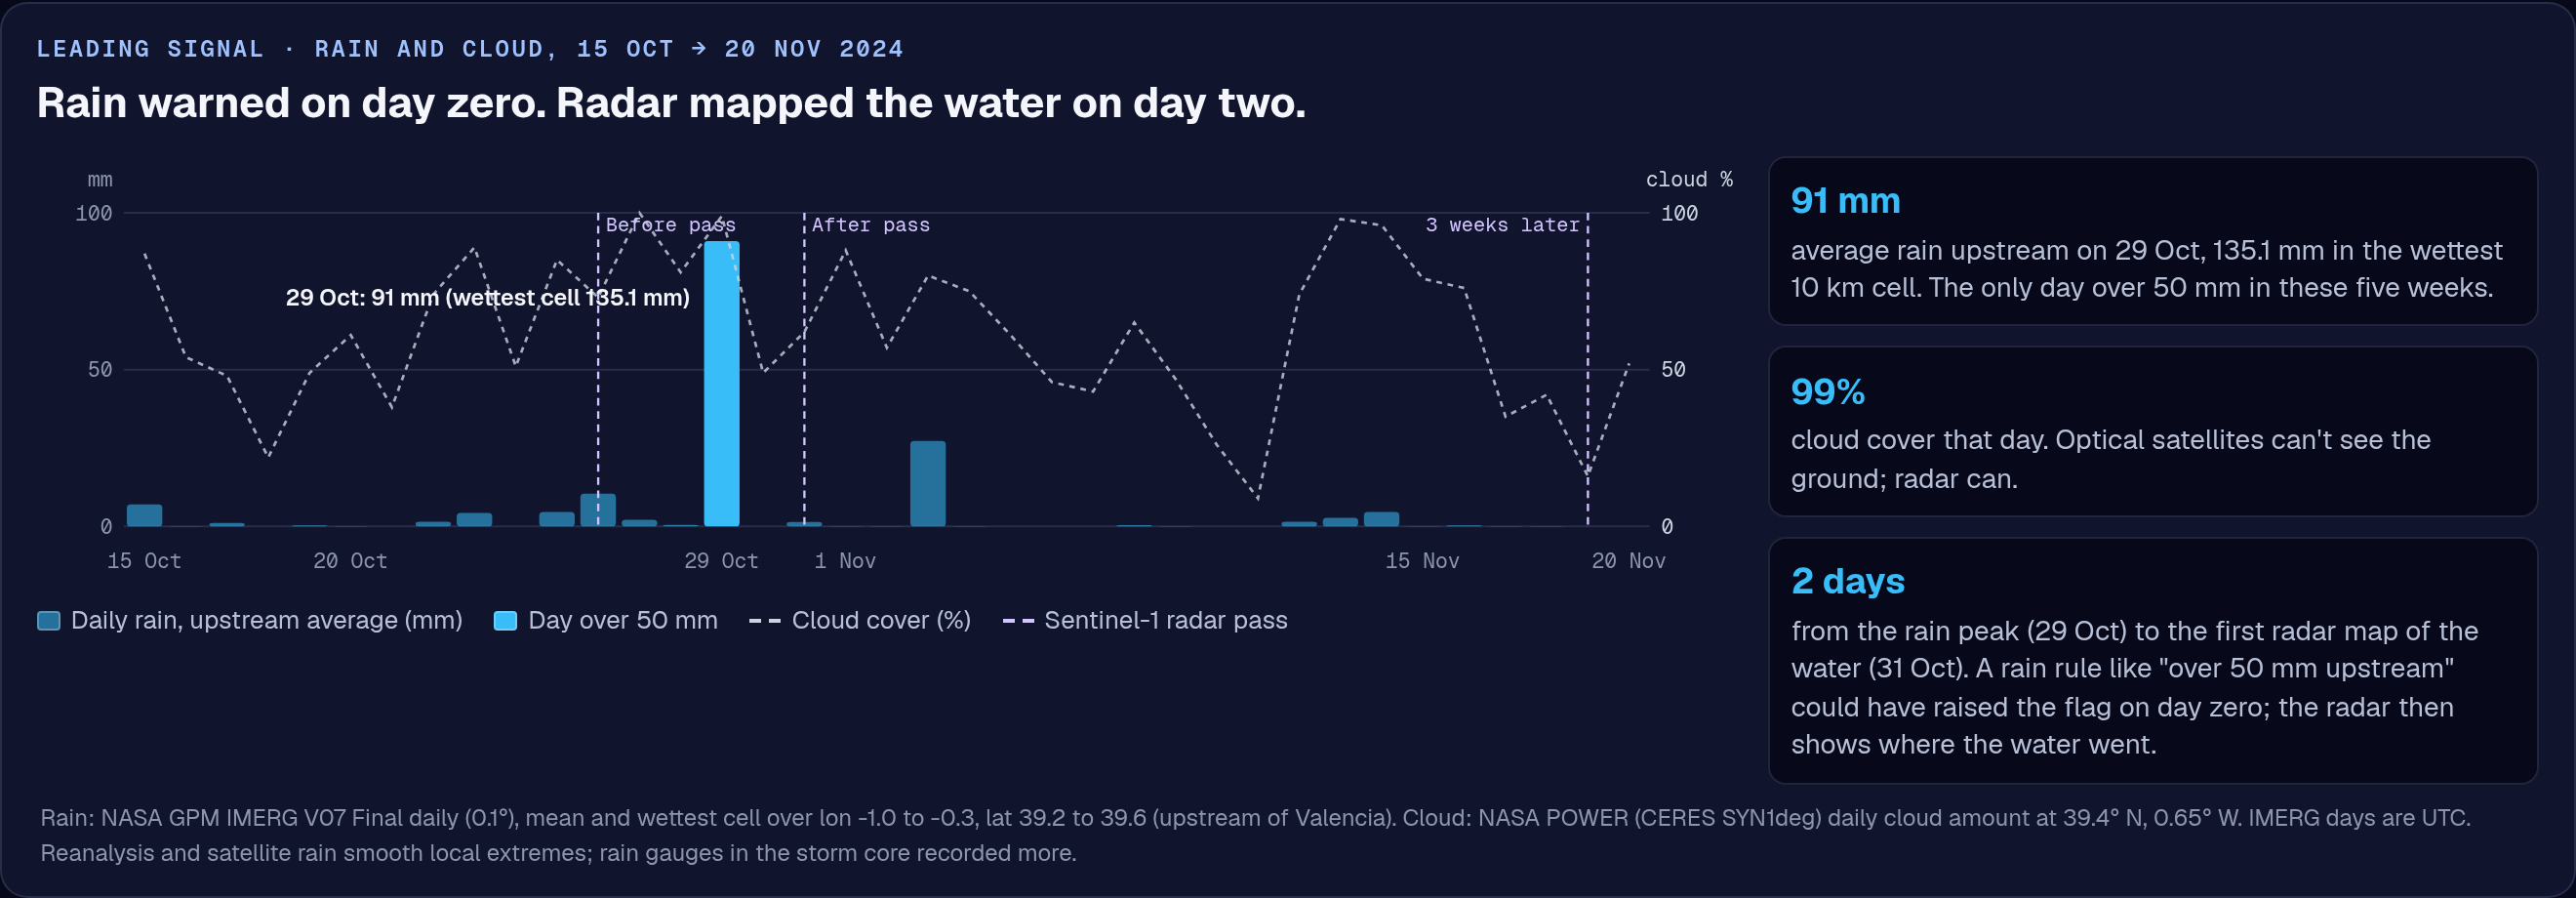 LEADING SIGNAL · RAIN AND CLOUD, 15 OCT → 20 NOV 2024
Rain warned on day zero. Radar mapped the water on day two.
mm
cloud %
100
50
0
100
50
0
Before pass
After pass
3 weeks later
29 Oct: 91 mm (wettest cell 135.1 mm)
15 Oct
20 Oct
29 Oct
1 Nov
15 Nov
20 Nov
Daily rain, upstream average (mm)
Day over 50 mm
Cloud cover (%)
Sentinel-1 radar pass
91 mm
average rain upstream on 29 Oct, 135.1 mm in the wettest
10 km cell. The only day over 50 mm in these five weeks.
99%
cloud cover that day. Optical satellites can't see the
ground; radar can.
2 days
from the rain peak (29 Oct) to the first radar map of the
water (31 Oct). A rain rule like "over 50 mm upstream"
could have raised the flag on day zero; the radar then
shows where the water went.
Rain: NASA GPM IMERG V07 Final daily (0.1°), mean and wettest cell over lon -1.0 to -0.3, lat 39.2 to 39.6 (upstream of Valencia). Cloud: NASA POWER (CERES SYN1deg) daily cloud amount at 39.4° N, 0.65° W. IMERG days are UTC.
Reanalysis and satellite rain smooth local extremes; rain gauges in the storm core recorded more.